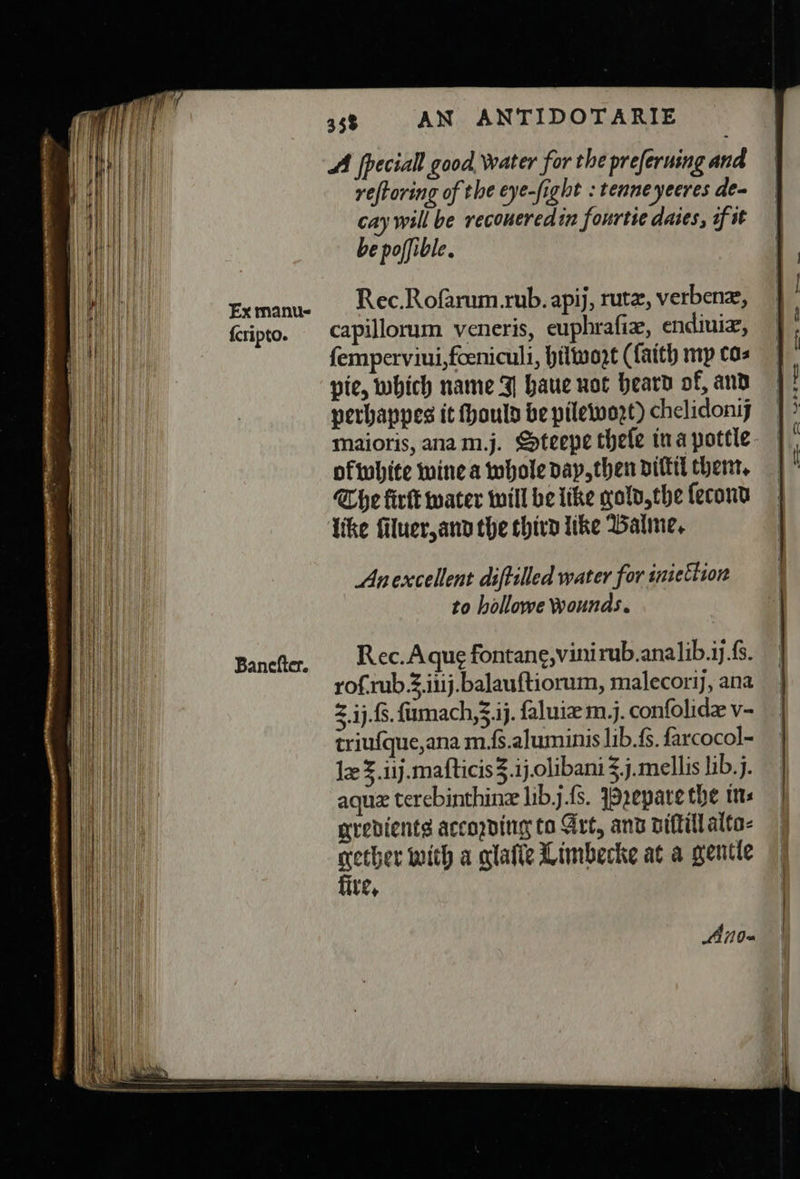 358 AN ANTIDOTARIE
A ſpeciall good water for the preſeruing and
reſtoring of the eye-ſight : tenne yeeres de-
cay will be recouered in fourtie daies, if it
be poſſible.
Ex manu-
ſcripto.
Rec. Roſarum.rub. apij, rutæ, verbenæ,
capillorum veneris, euphraſiæ, endiuiæ,
ſemperviui, fœniculi, hilwoꝛt (ſaith my co-
pie, which name I haue not heard of, and
perhappes it ſhould be pilewoꝛt) chelidonij
maioris, ana m.j. Steepe theſe in a pottle
of white wine a whole day, then diſtil them.
The firſt water will be like gold, the ſecond
like ſiluer, and the third like Balme.
An excellent diſtilled water for iniection
to hollowe wounds.
Baneſter.
Rec. Aquę fontanę, vini rub. ana lib.ij.ſs.
roſ.rub.℥.iiij. balauſtiorum, malecorij, ana
℥.ij.ſs. ſumach, ℥.ij. ſaluiæ m.j. conſolidæ v-
triuſque, ana m.ſs. aluminis lib.ſs. ſarcocol-
læ ℥.iij. maſticis ℥.ij. olibani ℥.j. mellis lib.j.
aquæ terebinthinæ lib.j.ſs. Pꝛepare the in-
gredients accoꝛding to Art, and diſtill alto-
gether with a glaſſe Limbecke at a gentle
fire.
Ano-